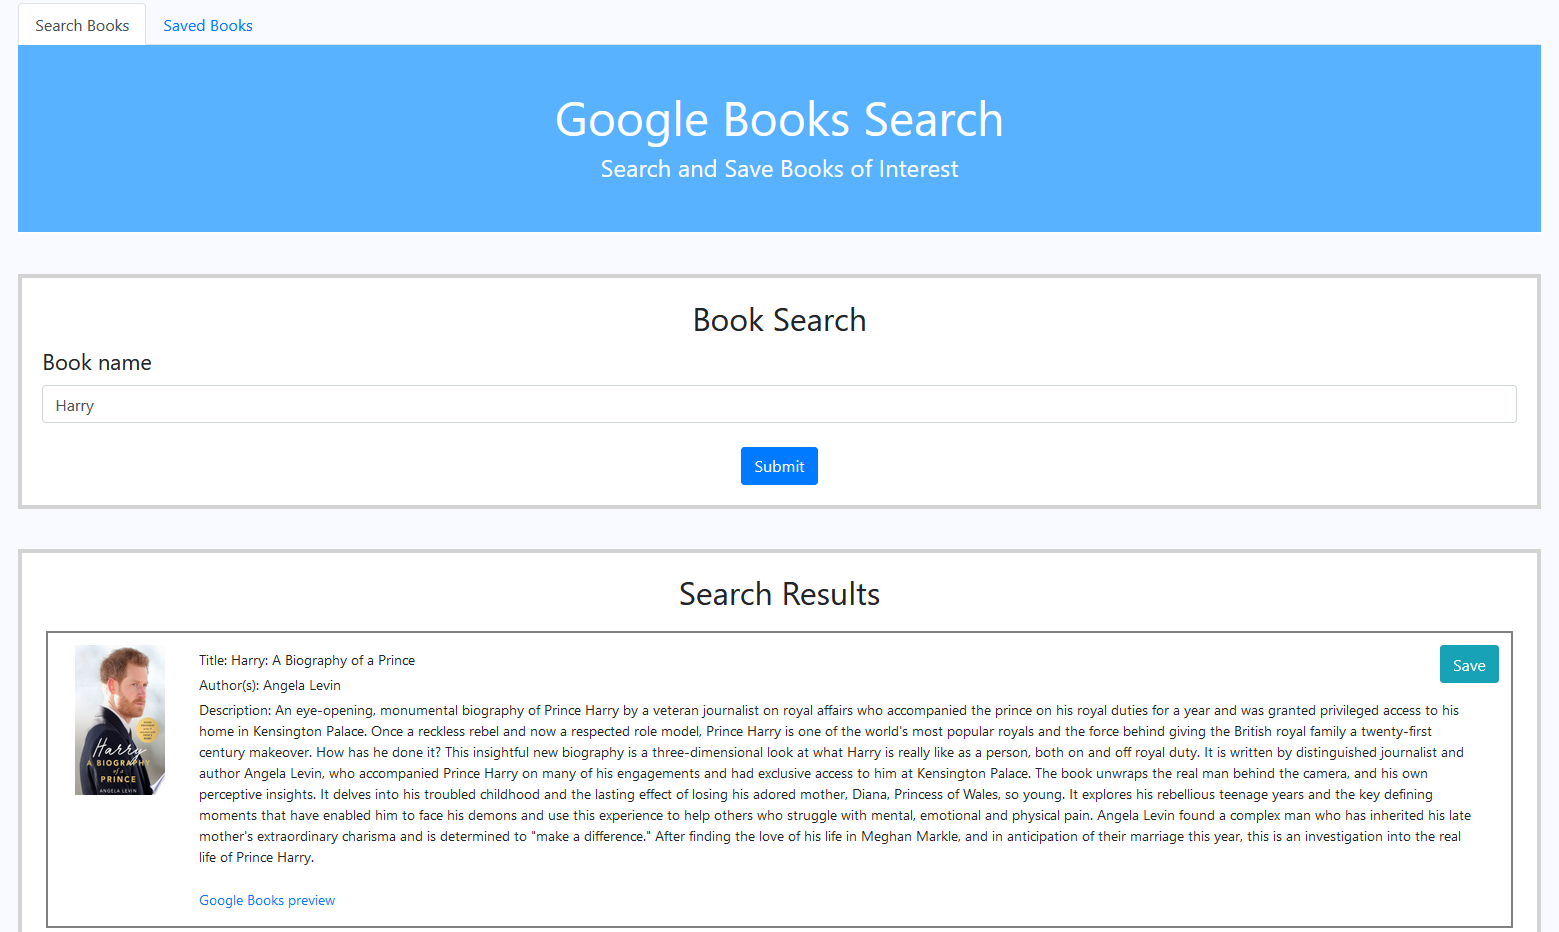 Search Books
Saved Books
Google Books Search
Search and Save Books of Interest
Book Search
Book name
Harry
Submit
Search Results
Harry
A BIOGRAPHY
of a
PRINCE
ANGELA LEVIN
Title: Harry: A Biography of a Prince
Save
Author(s): Angela Levin
Description: An eye-opening, monumental biography of Prince Harry by a veteran journalist on royal affairs who accompanied the prince on his royal duties for a year and was granted privileged access to his
home in Kensington Palace. Once a reckless rebel and now a respected role model, Prince Harry is one of the world's most popular royals and the force behind giving the British royal family a twenty-first
century makeover. How has he done it? This insightful new biography is a three-dimensional look at what Harry is really like as a person, both on and off royal duty. It is written by distinguished journalist and
author Angela Levin, who accompanied Prince Harry on many of his engagements and had exclusive access to him at Kensington Palace. The book unwraps the real man behind the camera, and his own
perceptive insights. It delves into his troubled childhood and the lasting effect of losing his adored mother, Diana, Princess of Wales, so young. It explores his rebellious teenage years and the key defining
moments that have enabled him to face his demons and use this experience to help others who struggle with mental, emotional and physical pain. Angela Levin found a complex man who has inherited his late
mother's extraordinary charisma and is determined to "make a difference." After finding the love of his life in Meghan Markle, and in anticipation of their marriage this year, this is an investigation into the real
life of Prince Harry.
Google Books preview